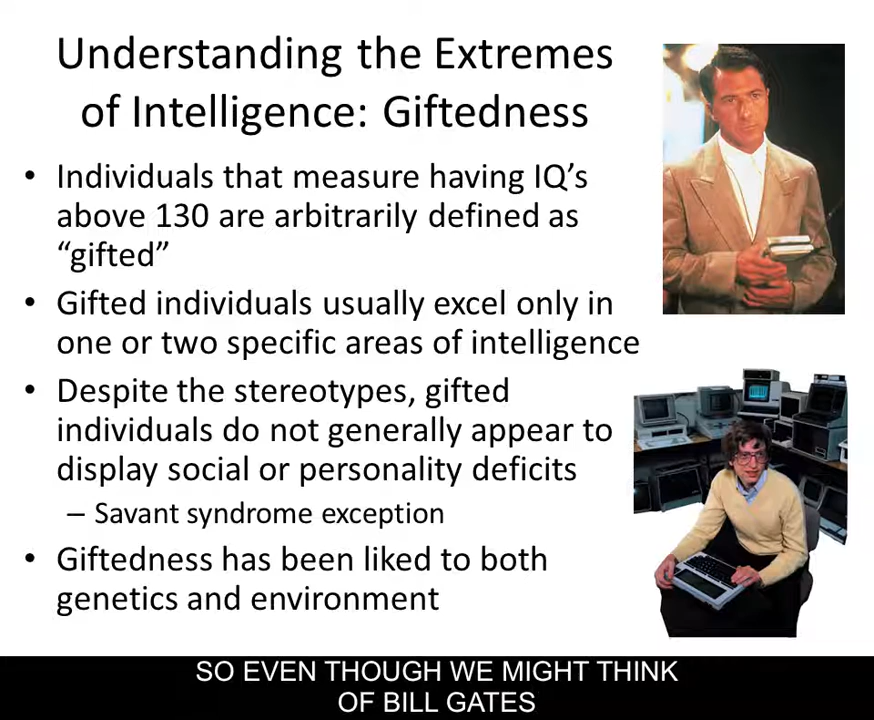 Understanding the Extremes
of Intelligence: Giftedness
• Individuals that measure having IQ’s
above 130 are arbitrarily defined as
“gifted”
• Gifted individuals usually excel only in
one or two specific areas of intelligence
• Despite the stereotypes, gifted
individuals do not generally appear to
display social or personality deficits
– Savant syndrome exception
• Giftedness has been liked to both
genetics and environment
SO EVEN THOUGH WE MIGHT THINK
OF BILL GATES